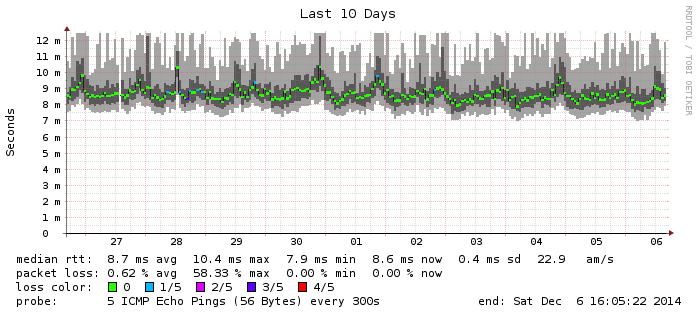 Last 10 Days
RRDTOOL / TOBI OETIKER
Seconds
12 m
11 m
10 m
9 m
8 m
7 m
6 m
5 m
4 m
3 m
2 m
1 m
0
27 28 29 30 01 02 03 04 05 06
median rtt: 8.7 ms avg 10.4 ms max 7.9 ms min 8.6 ms now 0.4 ms sd 22.9 am/s
packet loss: 0.62 % avg 58.33 % max 0.00 % min 0.00 % now
loss color: 0 1/5 2/5 3/5 4/5
probe: 5 ICMP Echo Pings (56 Bytes) every 300s end: Sat Dec 6 16:05:22 2014